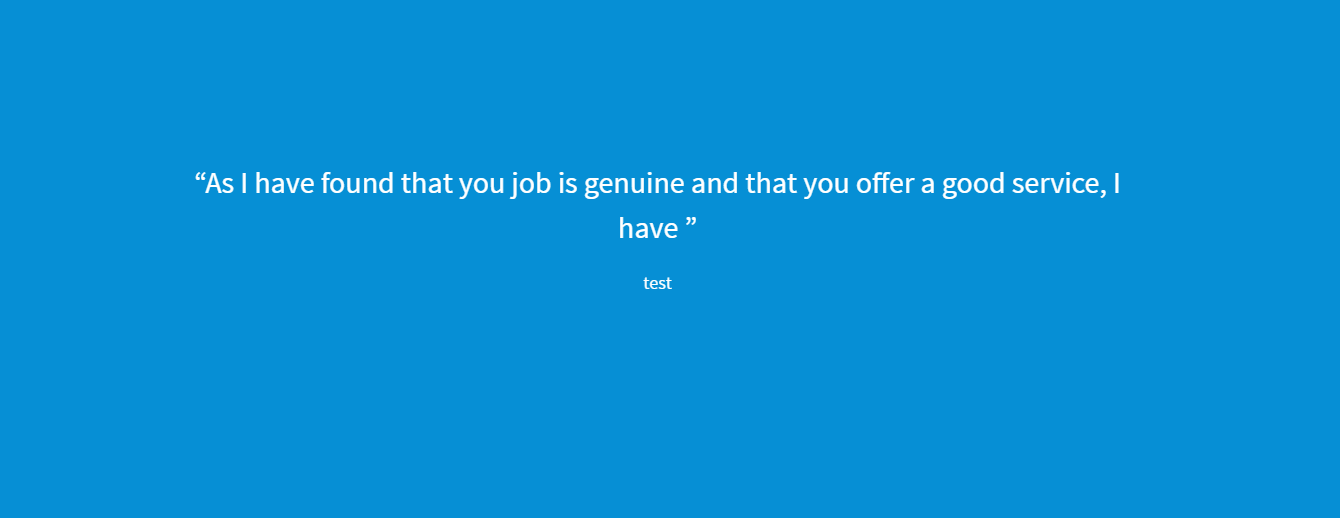 “As I have found that you job is genuine and that you offer a good service, I
have ”
test